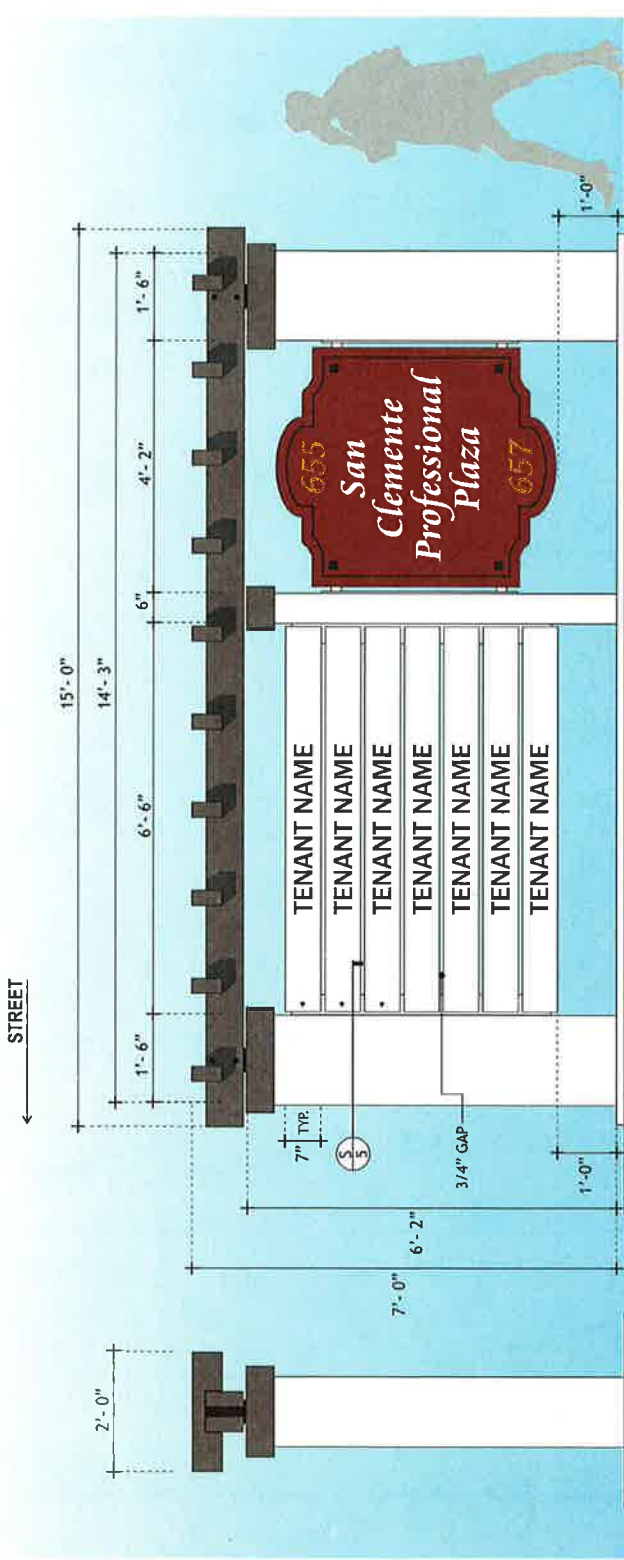 STREET
15'- 0"
14'- 3"
1'- 6"
6'- 6"
6"
4'- 2"
1'- 6"
2'- 0"
7'- 0"
6'- 2"
7" TYP.
S
5
3/4" GAP
1'-0"
TENANT NAME
TENANT NAME
TENANT NAME
TENANT NAME
TENANT NAME
TENANT NAME
TENANT NAME
655
San
Clemente
Professional
Plaza
657
1'-0"